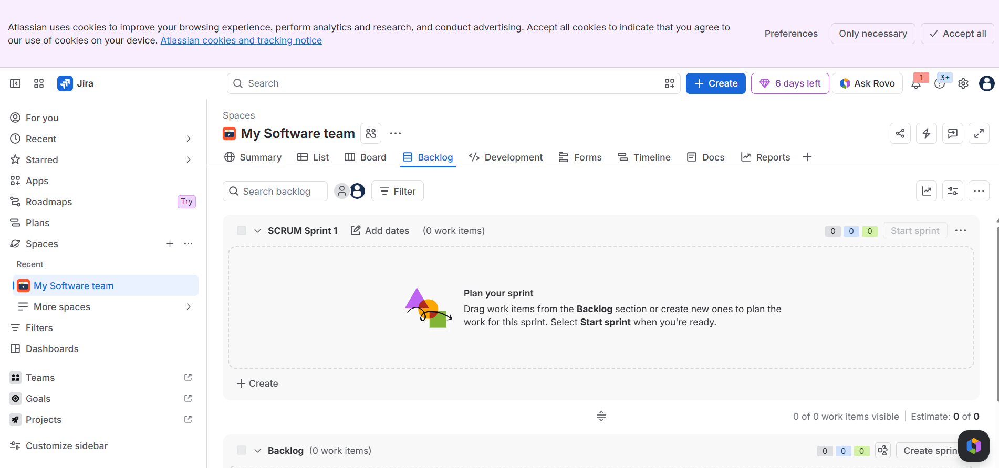 Atlassian uses cookies to improve your browsing experience, perform analytics and research, and conduct advertising. Accept all cookies to indicate that you agree to
our use of cookies on your device. Atlassian cookies and tracking notice
Preferences
Only necessary
Accept all
Jira
Search
Create
6 days left
Ask Rovo
1
3+
For you
Recent
Starred
Apps
Roadmaps
Try
Plans
Spaces
Recent
My Software team
More spaces
Filters
Dashboards
Teams
Goals
Projects
Customize sidebar
Spaces
My Software team
Summary
List
Board
Backlog
Development
Forms
Timeline
Docs
Reports
Search backlog
Filter
SCRUM Sprint 1
Add dates
(0 work items)
0
0
0
Start sprint
Plan your sprint
Drag work items from the Backlog section or create new ones to plan the
work for this sprint. Select Start sprint when you're ready.
Create
0 of 0 work items visible
Estimate: 0 of 0
Backlog
(0 work items)
0
0
0
Create sprin